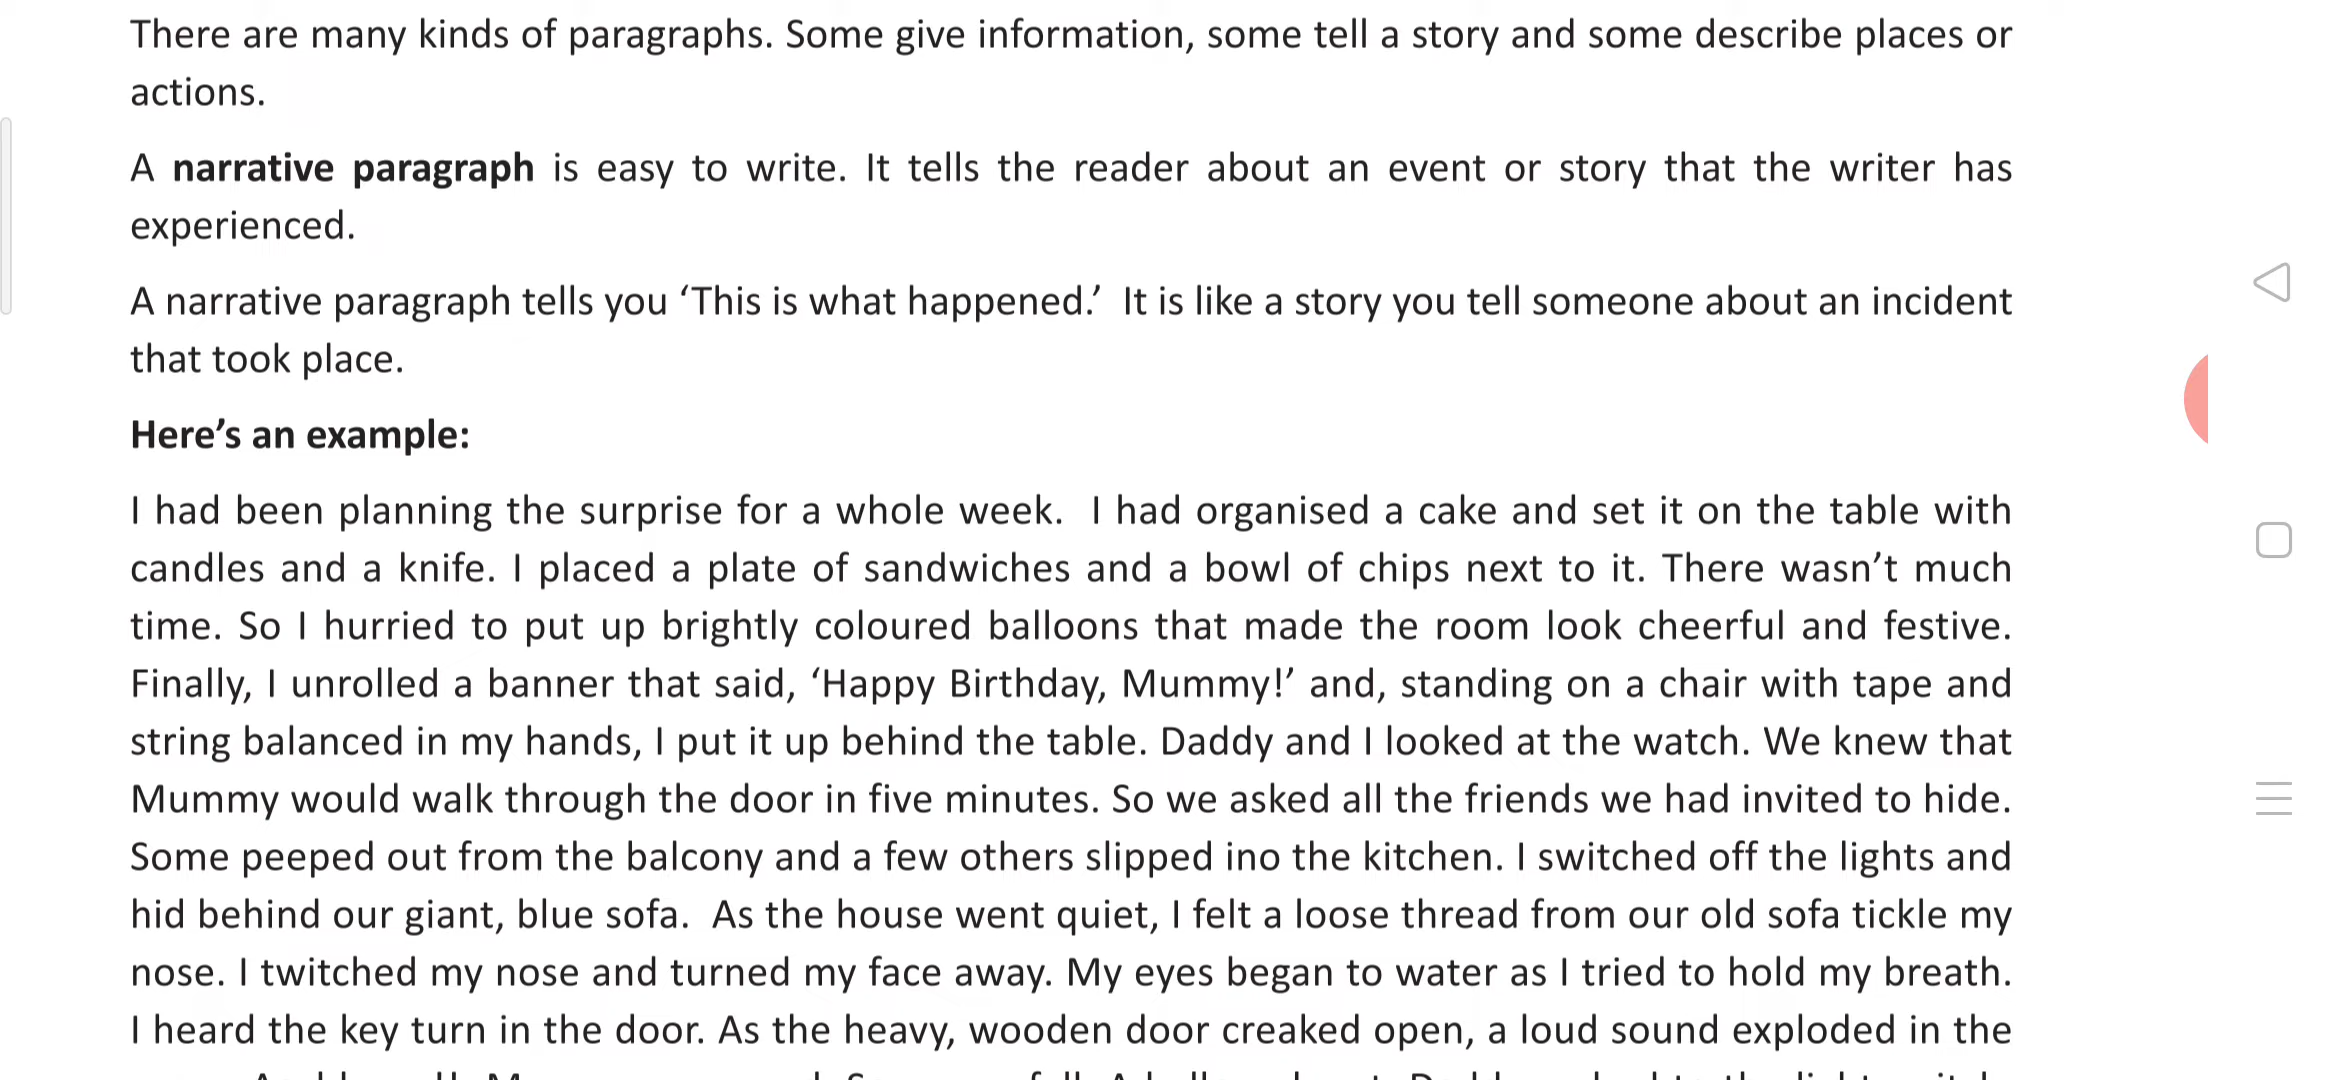 There are many kinds of paragraphs. Some give information, some tell a story and some describe places or
actions.
A narrative paragraph is easy to write. It tells the reader about an event or story that the writer has
experienced.
A narrative paragraph tells you ‘This is what happened.’ It is like a story you tell someone about an incident
that took place.
Here’s an example:
I had been planning the surprise for a whole week. I had organised a cake and set it on the table with
candles and a knife. I placed a plate of sandwiches and a bowl of chips next to it. There wasn’t much
time. So I hurried to put up brightly coloured balloons that made the room look cheerful and festive.
Finally, I unrolled a banner that said, ‘Happy Birthday, Mummy!’ and, standing on a chair with tape and
string balanced in my hands, I put it up behind the table. Daddy and I looked at the watch. We knew that
Mummy would walk through the door in five minutes. So we asked all the friends we had invited to hide.
Some peeped out from the balcony and a few others slipped ino the kitchen. I switched off the lights and
hid behind our giant, blue sofa. As the house went quiet, I felt a loose thread from our old sofa tickle my
nose. I twitched my nose and turned my face away. My eyes began to water as I tried to hold my breath.
I heard the key turn in the door. As the heavy, wooden door creaked open, a loud sound exploded in the